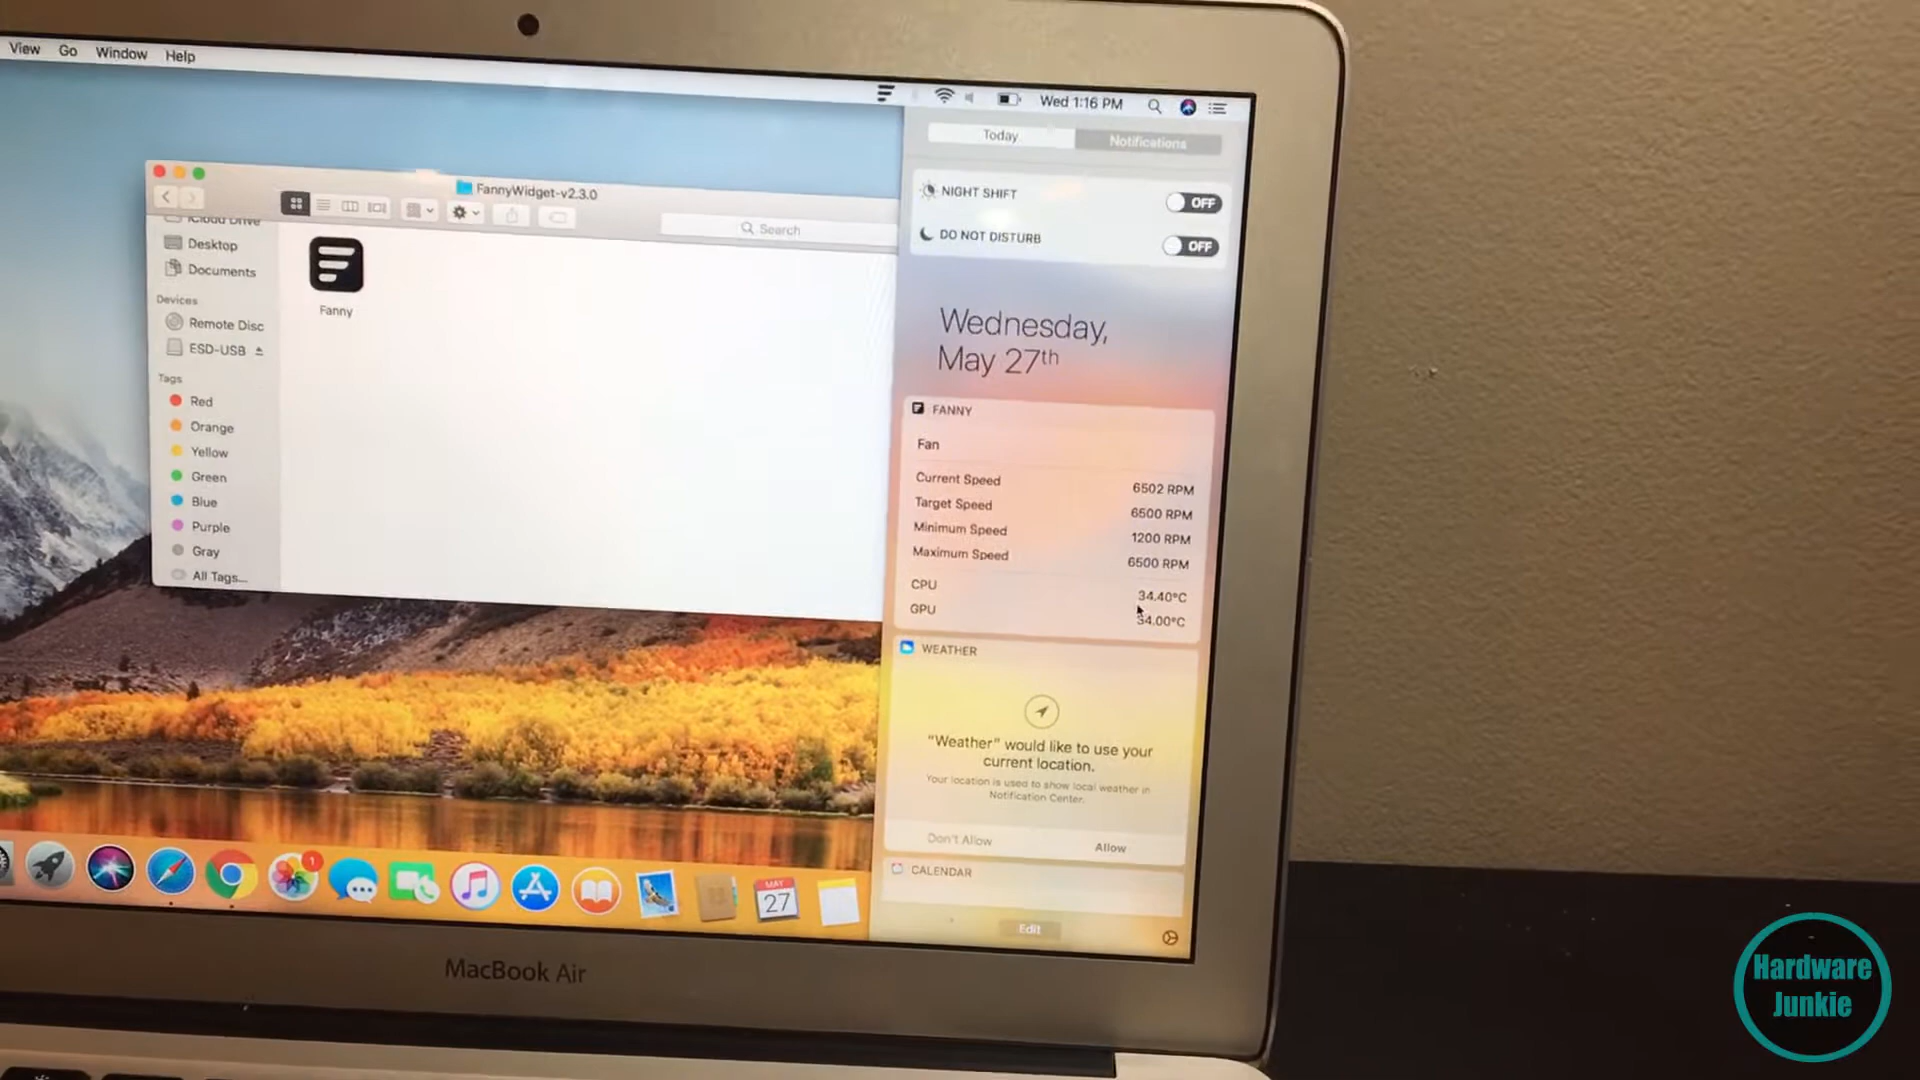 View Go Window Help
Wed 1:16 PM
FannyWidget-v2.3.0
Search
iCloud Drive
Desktop
Documents
Devices
Remote Disc
ESD-USB
Tags
Red
Orange
Yellow
Green
Blue
Purple
Gray
All Tags...
Fanny
Today Notifications
NIGHT SHIFT OFF
DO NOT DISTURB OFF
Wednesday,
May 27th
FANNY
Fan
Current Speed 6502 RPM
Target Speed 6500 RPM
Minimum Speed 1200 RPM
Maximum Speed 6500 RPM
CPU 34.40°C
GPU 34.00°C
WEATHER
"Weather" would like to use your
current location.
Your location is used to show local weather in
Notification Center.
Don't Allow Allow
CALENDAR
Edit
1
MAY
27
MacBook Air
Hardware
Junkie